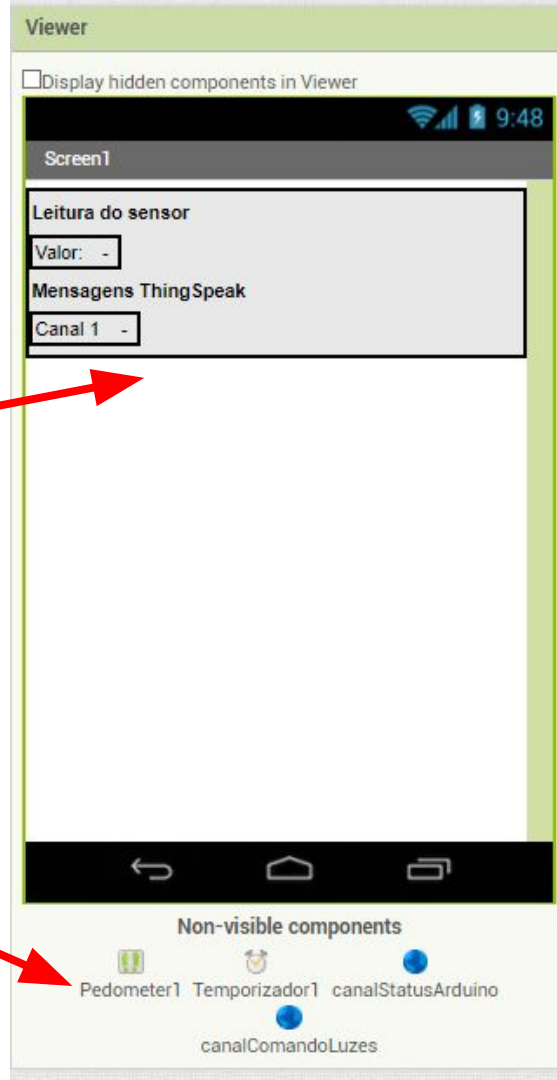 Viewer
Display hidden components in Viewer
9:48
Screen1
Leitura do sensor
Valor: -
Mensagens ThingSpeak
Canal 1 -
Non-visible components
Pedometer1 Temporizador1 canalStatusArduino
canalComandoLuzes